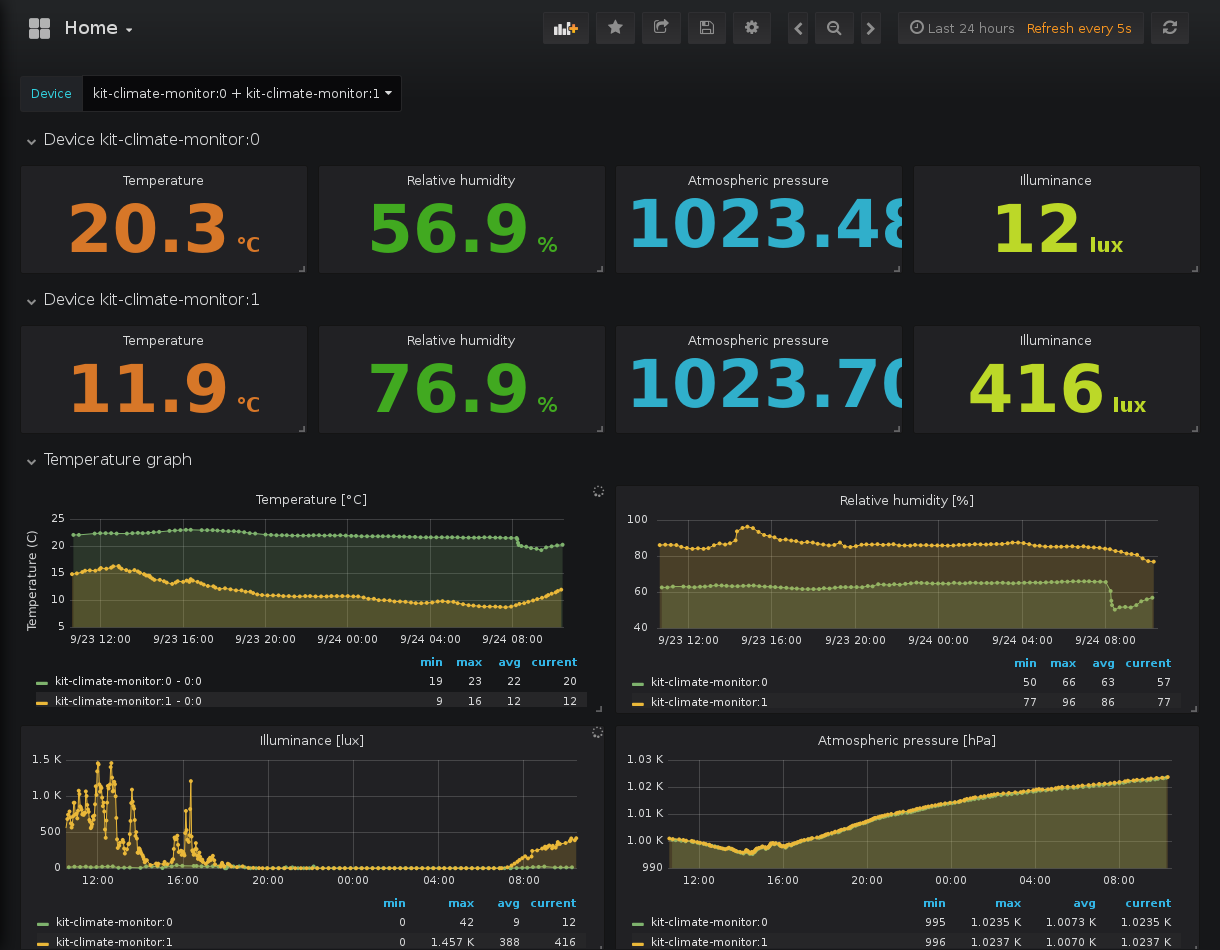 Home
Last 24 hours Refresh every 5s
Device kit-climate-monitor:0 + kit-climate-monitor:1
Device kit-climate-monitor:0
Temperature Relative humidity Atmospheric pressure Illuminance
20.3 °C 56.9 % 1023.48 12 lux
Device kit-climate-monitor:1
Temperature Relative humidity Atmospheric pressure Illuminance
11.9 °C 76.9 % 1023.70 416 lux
Temperature graph
Temperature [°C]
Temperature (C)
25
20
15
10
5
9/23 12:00 9/23 16:00 9/23 20:00 9/24 00:00 9/24 04:00 9/24 08:00
min max avg current
kit-climate-monitor:0 - 0:0 19 23 22 20
kit-climate-monitor:1 - 0:0 9 16 12 12
Relative humidity [%]
100
80
60
40
9/23 12:00 9/23 16:00 9/23 20:00 9/24 00:00 9/24 04:00 9/24 08:00
min max avg current
kit-climate-monitor:0 50 66 63 57
kit-climate-monitor:1 77 96 86 77
Illuminance [lux]
1.5 K
1.0 K
500
0
12:00 16:00 20:00 00:00 04:00 08:00
min max avg current
kit-climate-monitor:0 0 42 9 12
kit-climate-monitor:1 0 1.457 K 388 416
Atmospheric pressure [hPa]
1.03 K
1.02 K
1.01 K
1.00 K
990
12:00 16:00 20:00 00:00 04:00 08:00
min max avg current
kit-climate-monitor:0 995 1.0235 K 1.0073 K 1.0235 K
kit-climate-monitor:1 996 1.0237 K 1.0070 K 1.0237 K